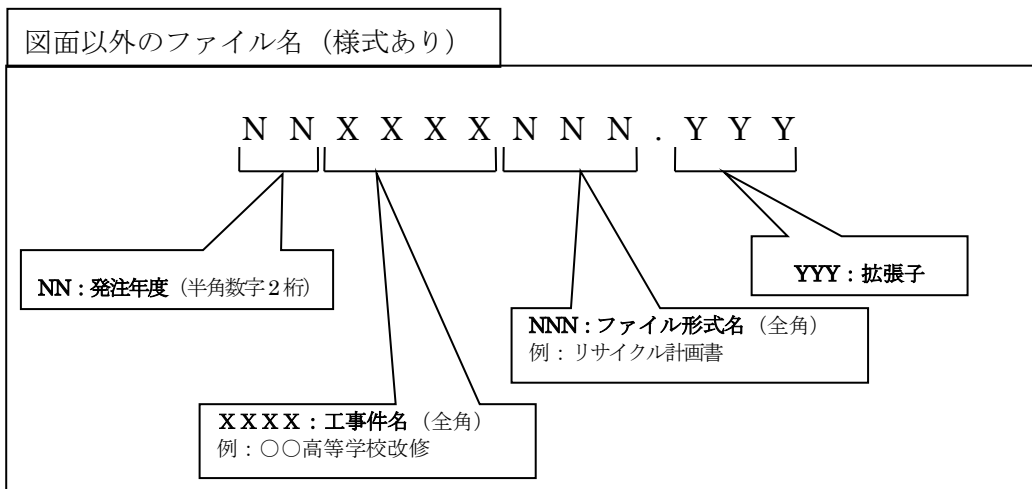 図面以外のファイル名（様式あり）
ＮＮＸＸＸＸＮＮＮ．ＹＹＹ
NN：発注年度（半角数字２桁）
YYY：拡張子
NNN：ファイル形式名（全角）
例：リサイクル計画書
ＸＸＸＸ：工事件名（全角）
例：○○高等学校改修